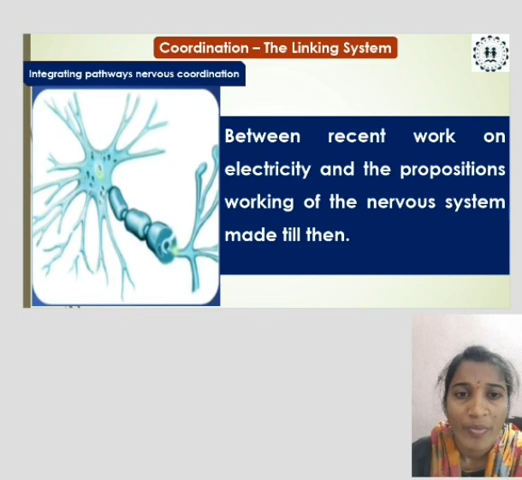 Coordination – The Linking System
Integrating pathways nervous coordination
Between recent work on
electricity and the propositions
working of the nervous system
made till then.